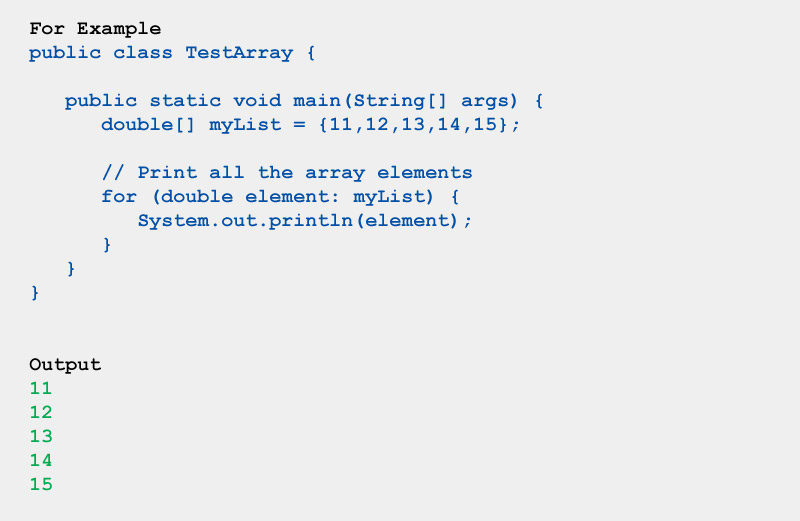 For Example
public class TestArray {
public static void main(String[] args) {
double[] myList = {11,12,13,14,15};
// Print all the array elements
for (double element: myList) {
System.out.println(element);
}
}
}
Output
11
12
13
14
15